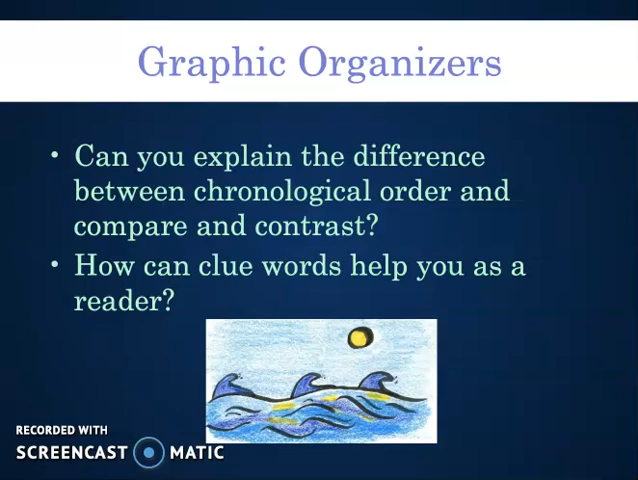 Graphic Organizers
• Can you explain the difference
between chronological order and
compare and contrast?
• How can clue words help you as a
reader?
RECORDED WITH
SCREENCAST MATIC